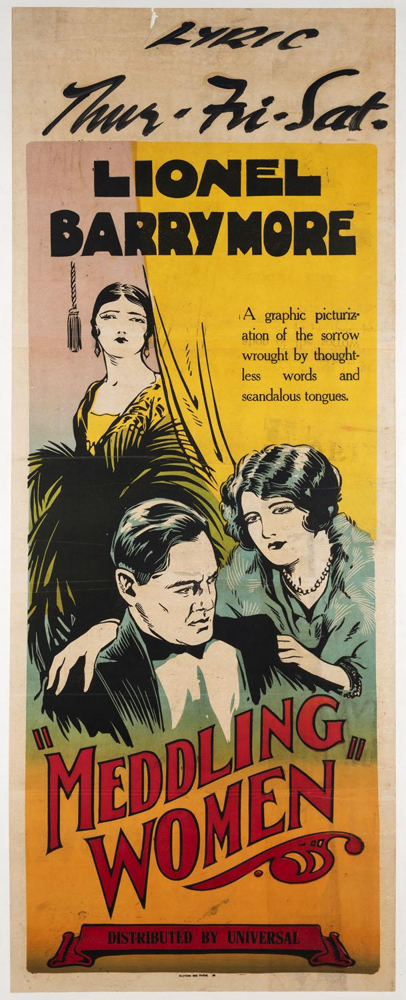 LYRIC
Thur - Fri - Sat.
LIONEL
BARRYMORE
A graphic picturiz-
ation of the sorrow
wrought by thought-
less words and
scandalous tongues.
"MEDDLING
WOMEN"
DISTRIBUTED BY UNIVERSAL